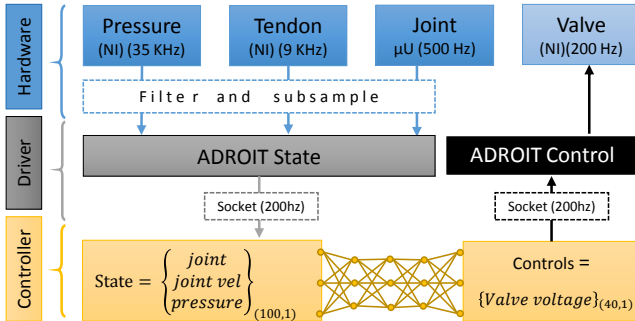 Hardware
Pressure
(NI) (35 KHz)
Tendon
(NI) (9 KHz)
Joint
µU (500 Hz)
Valve
(NI)(200 Hz)
Filter and subsample
Driver
ADROIT State
ADROIT Control
Socket (200hz)
Socket (200hz)
Controller
State = { joint
joint vel
pressure }(100,1)
Controls =
{Valve voltage}(40,1)